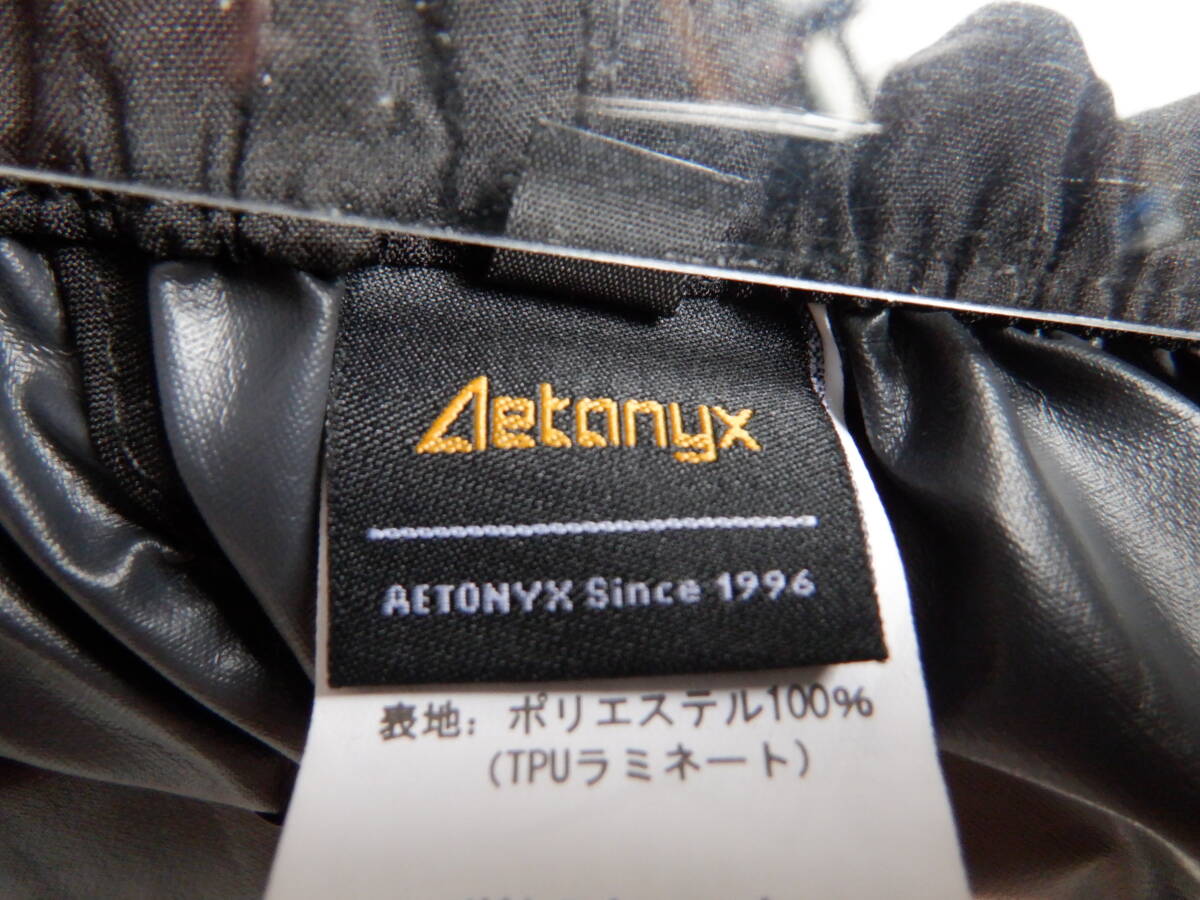 Aetonyx
AETONYX Since 1996
表地: ポリエステル100%
(TPUラミネート)